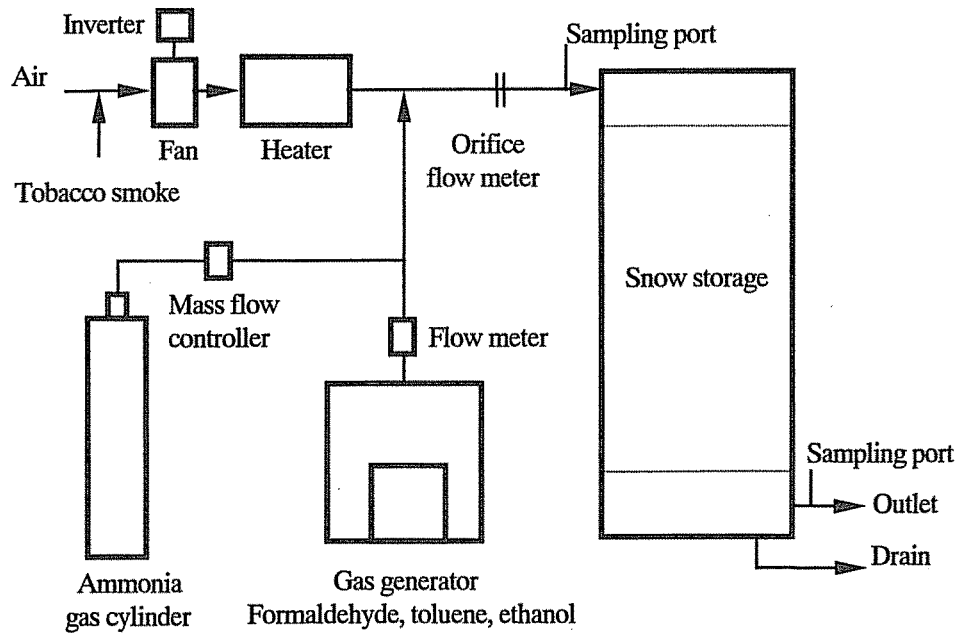 Inverter
Sampling port
Air
Fan
Heater
Orifice
flow meter
Tobacco smoke
Snow storage
Mass flow
controller
Flow meter
Sampling port
Outlet
Drain
Ammonia
gas cylinder
Gas generator
Formaldehyde, toluene, ethanol